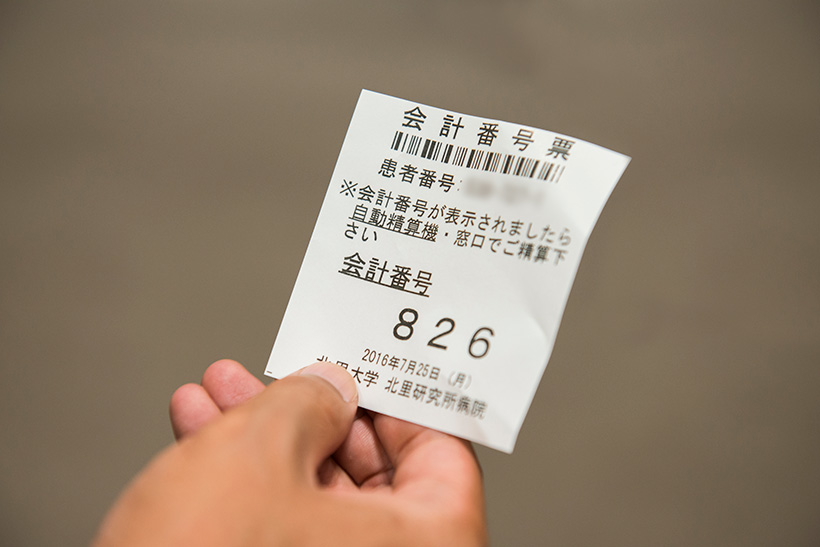 会計番号票
患者番号:
※会計番号が表示されましたら
自動精算機・窓口でご精算下
さい
会計番号
826
2016年7月25日(月)
北里大学 北里研究所病院